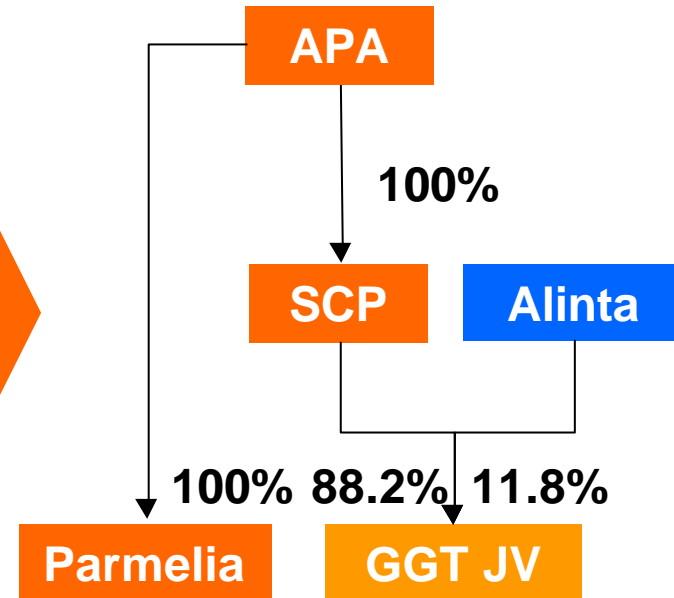 APA
100%
SCP Alinta
100% 88.2% 11.8%
Parmelia GGT JV